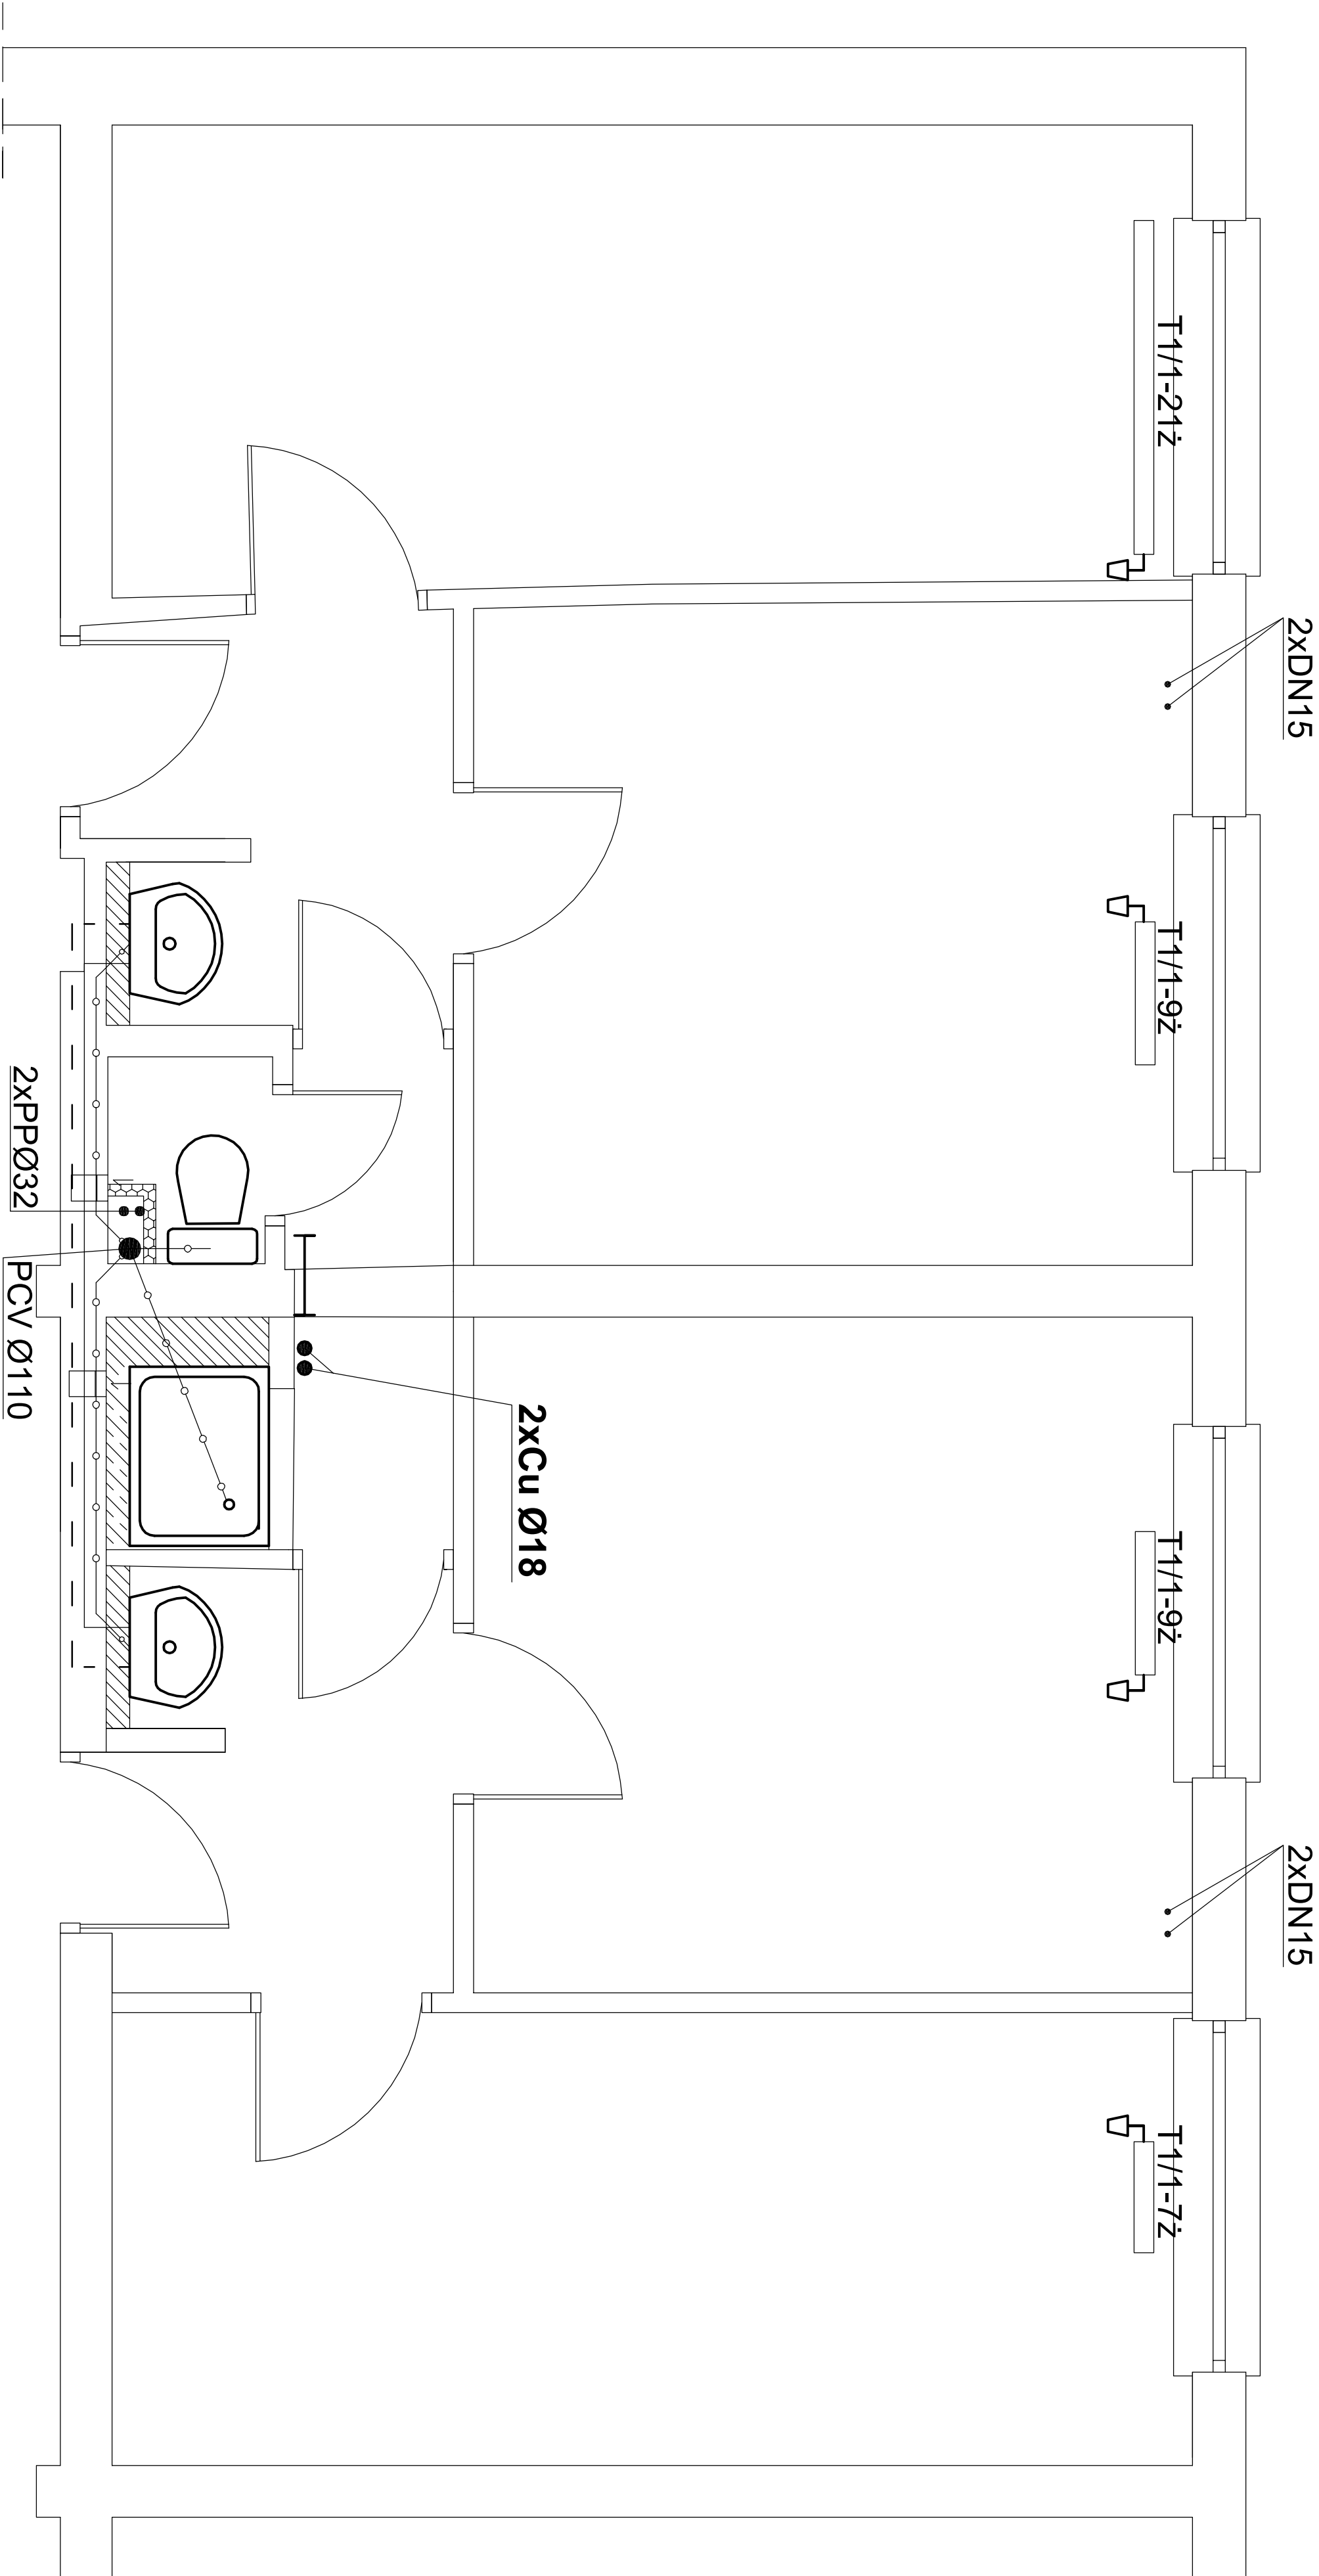 T1/1-21ż
2xDN15
T1/1-9ż
T1/1-9ż
2xDN15
T1/1-7ż
2xCu Ø18
2xPPØ32
PCV Ø110